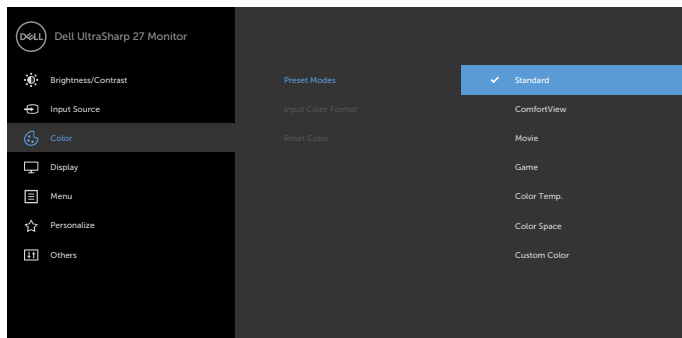 DELL
Dell UltraSharp 27 Monitor
Brightness/Contrast
Input Source
Color
Display
Menu
Personalize
Others
Preset Modes
Input Color Format
Reset Color
Standard
ComfortView
Movie
Game
Color Temp.
Color Space
Custom Color